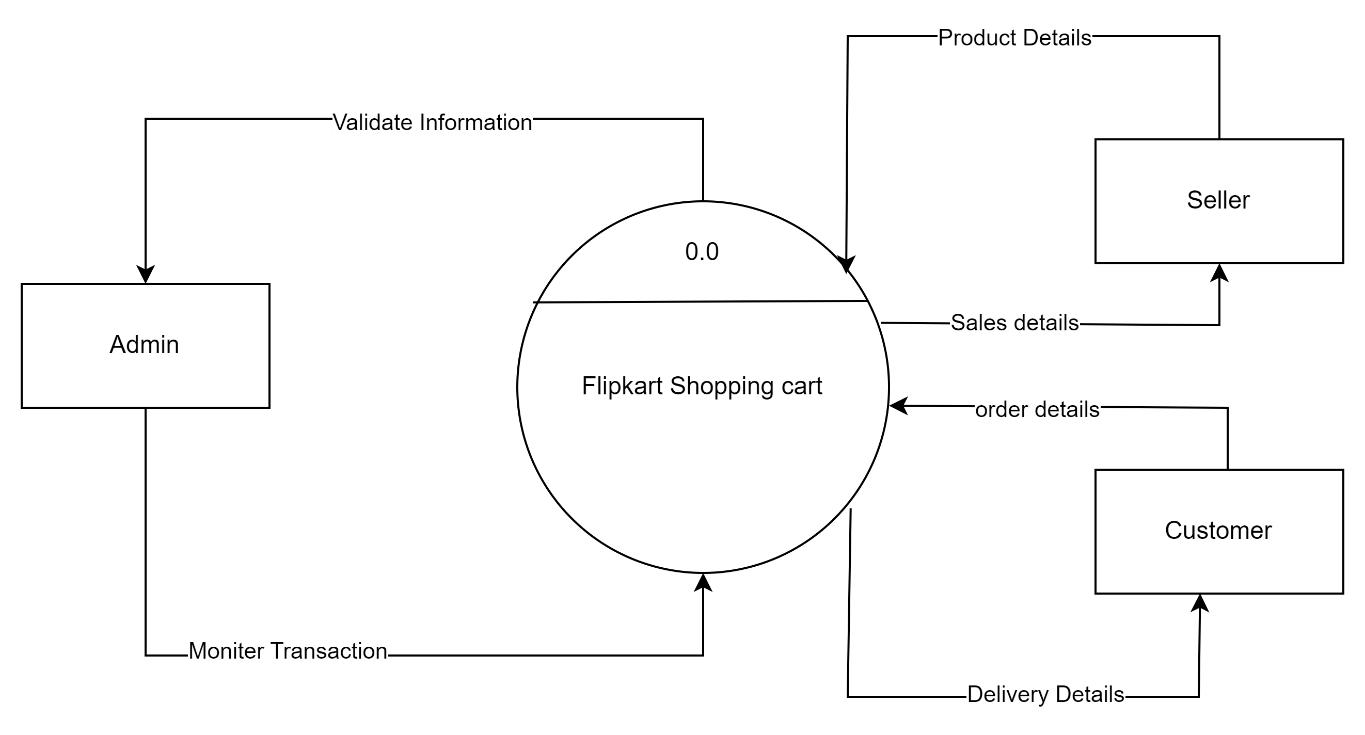 Product Details
Validate Information
Seller
0.0
Sales details
Admin
Flipkart Shopping cart
order details
Customer
Moniter Transaction
Delivery Details